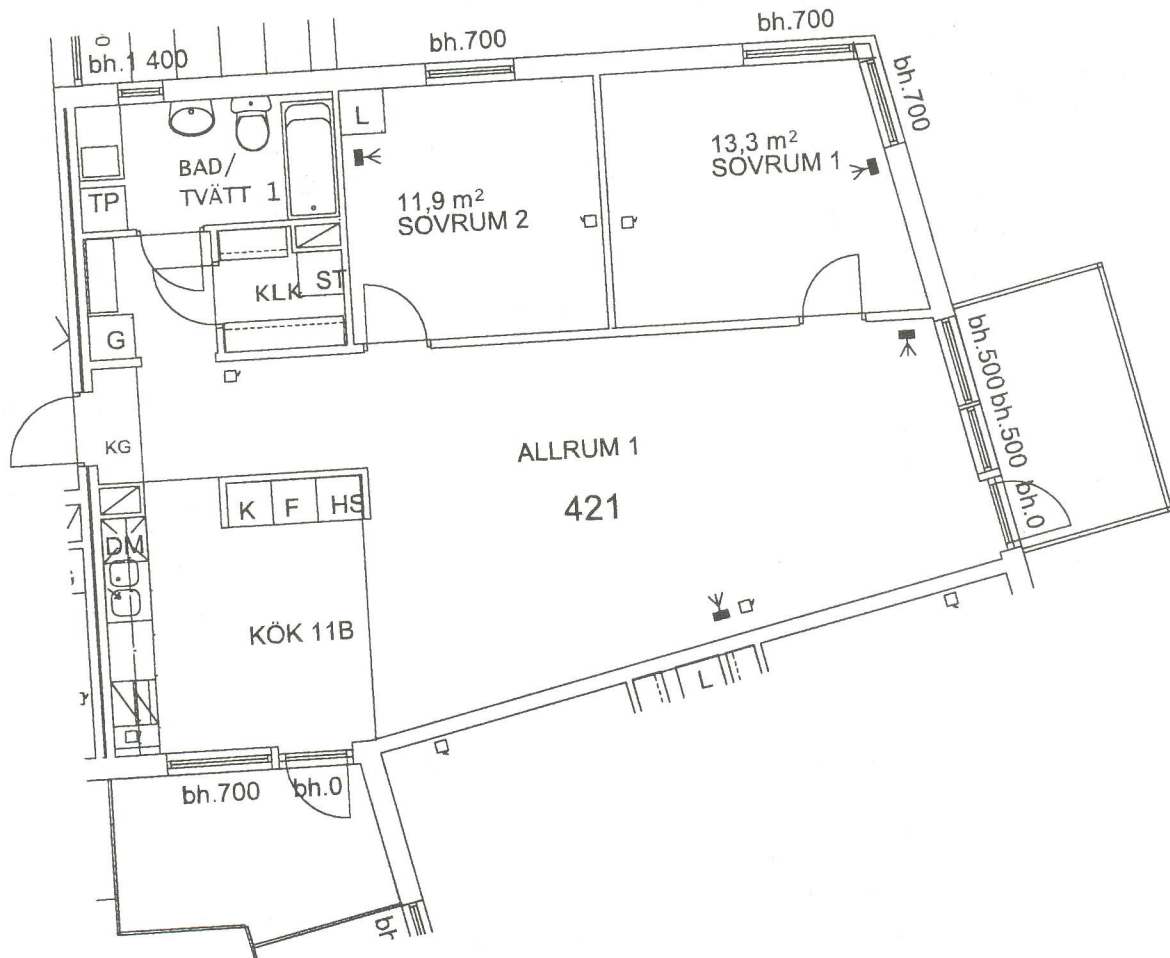 bh.1 400
bh.700
bh.700
bh.700
L
13,3 m²
SOVRUM 1
BAD/
TVÄTT 1
TP
11,9 m²
SOVRUM 2
KLK
ST
G
bh.500
bh.500
bh.0
KG
ALLRUM 1
421
K
F
HS
DM
KÖK 11B
L
bh.700
bh.0